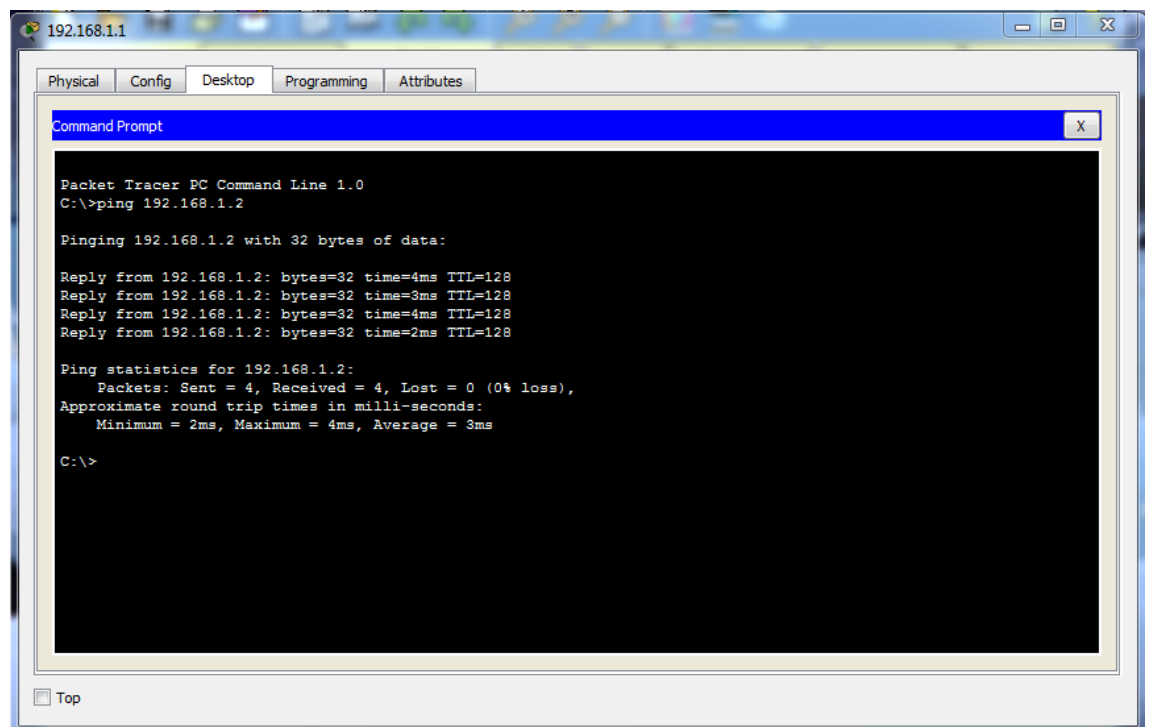 192.168.1.1
Physical Config Desktop Programming Attributes
Command Prompt X
Packet Tracer PC Command Line 1.0
C:\>ping 192.168.1.2
Pinging 192.168.1.2 with 32 bytes of data:
Reply from 192.168.1.2: bytes=32 time=4ms TTL=128
Reply from 192.168.1.2: bytes=32 time=3ms TTL=128
Reply from 192.168.1.2: bytes=32 time=4ms TTL=128
Reply from 192.168.1.2: bytes=32 time=2ms TTL=128
Ping statistics for 192.168.1.2:
Packets: Sent = 4, Received = 4, Lost = 0 (0% loss),
Approximate round trip times in milli-seconds:
Minimum = 2ms, Maximum = 4ms, Average = 3ms
C:\>
Top